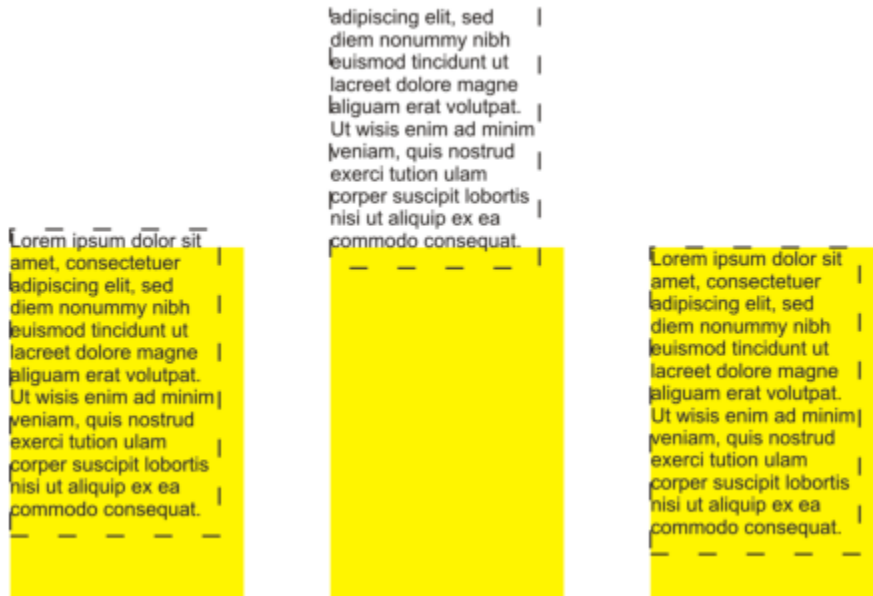 Lorem ipsum dolor sit
amet, consectetuer
adipiscing elit, sed
diem nonummy nibh
euismod tincidunt ut
lacreet dolore magne
aliguam erat volutpat.
Ut wisis enim ad minim
veniam, quis nostrud
exerci tution ulam
corper suscipit lobortis
nisi ut aliquip ex ea
commodo consequat.
adipiscing elit, sed
diem nonummy nibh
euismod tincidunt ut
lacreet dolore magne
aliguam erat volutpat.
Ut wisis enim ad minim
veniam, quis nostrud
exerci tution ulam
corper suscipit lobortis
nisi ut aliquip ex ea
commodo consequat.
Lorem ipsum dolor sit
amet, consectetuer
adipiscing elit, sed
diem nonummy nibh
euismod tincidunt ut
lacreet dolore magne
aliguam erat volutpat.
Ut wisis enim ad minim
veniam, quis nostrud
exerci tution ulam
corper suscipit lobortis
nisi ut aliquip ex ea
commodo consequat.